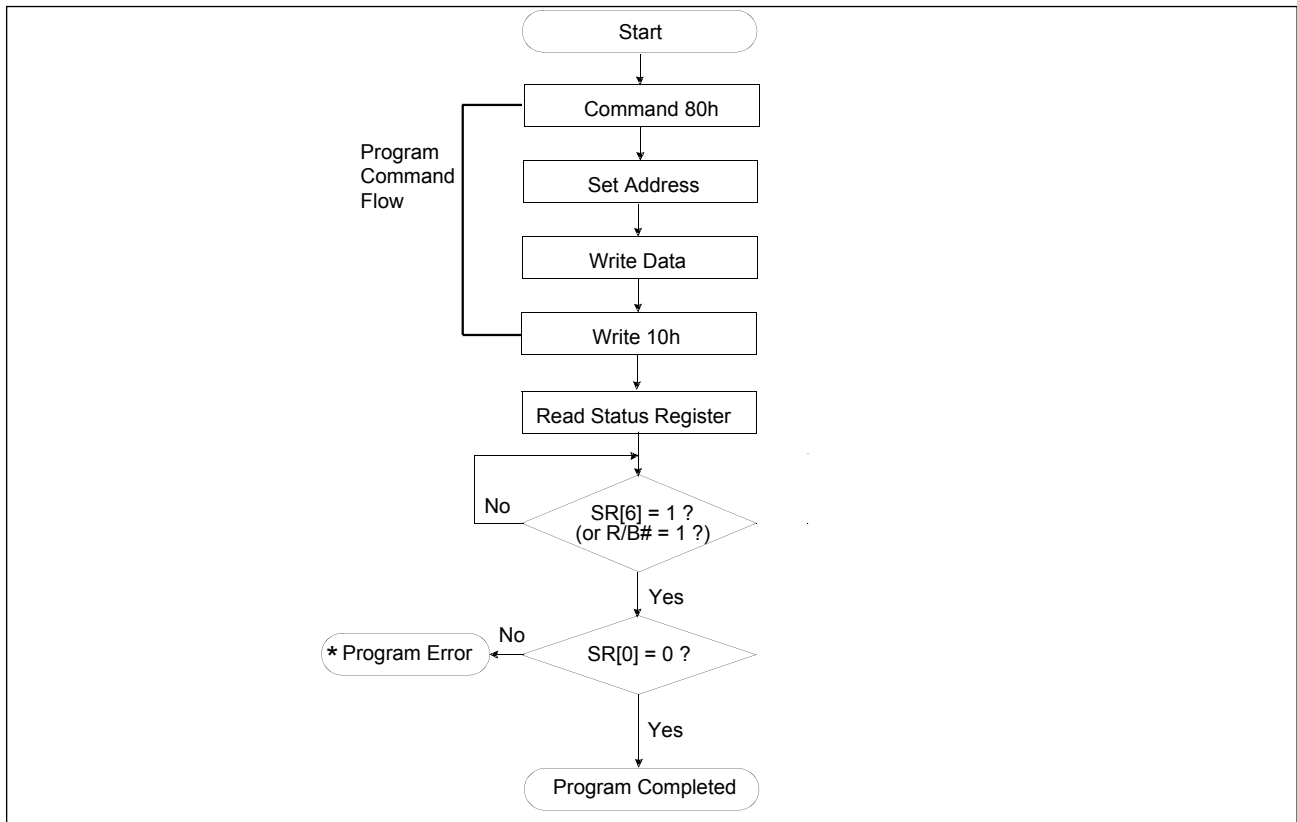 Start
Command 80h
Program
Command
Flow
Set Address
Write Data
Write 10h
Read Status Register
No
SR[6] = 1 ?
(or R/B# = 1 ?)
Yes
No
* Program Error
SR[0] = 0 ?
Yes
Program Completed